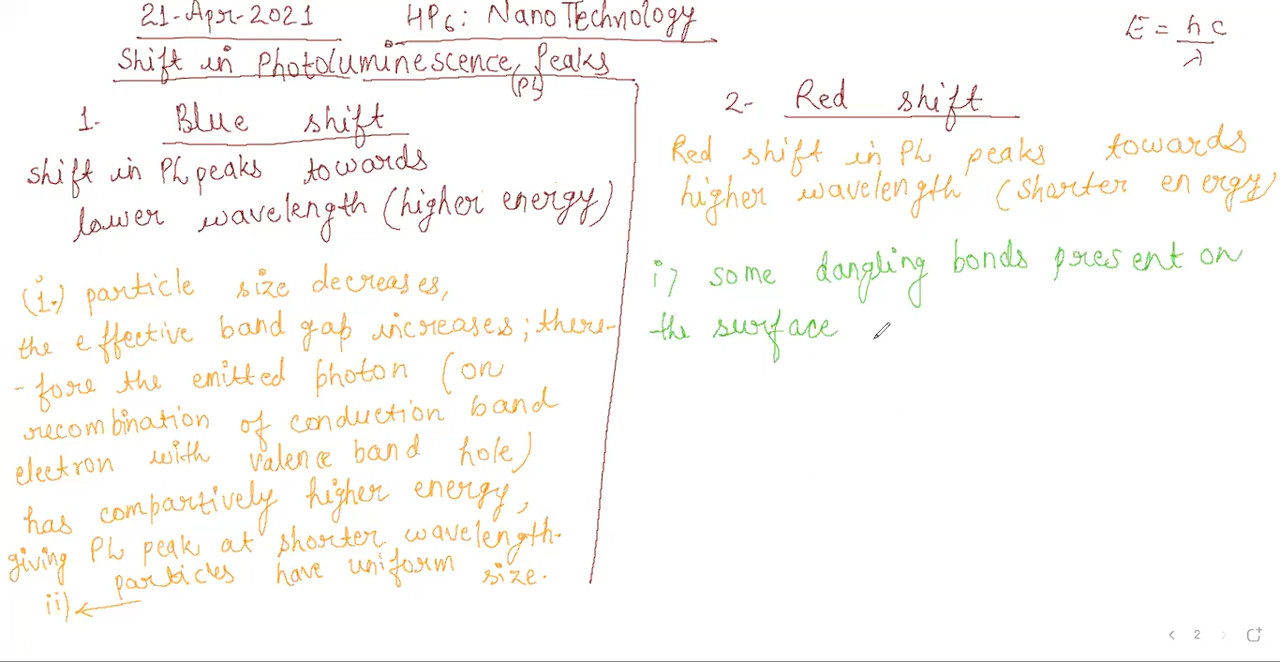 21-Apr-2021 HP6: NanoTechnology
E = hc/λ
Shift in Photoluminescence Peaks
(PL)
1- Blue shift
shift in PL peaks towards
lower wavelength (higher energy)
(i.) particle size decreases,
the effective band gap increases; there-
-fore the emitted photon (on
recombination of conduction band
electron with valence band hole)
has compartively higher energy,
giving PL peak at shorter wavelength.
ii) ← particles have uniform size.
2- Red shift
Red shift in PL peaks towards
higher wavelength (shorter energy)
i) some dangling bonds present on
the surface
2